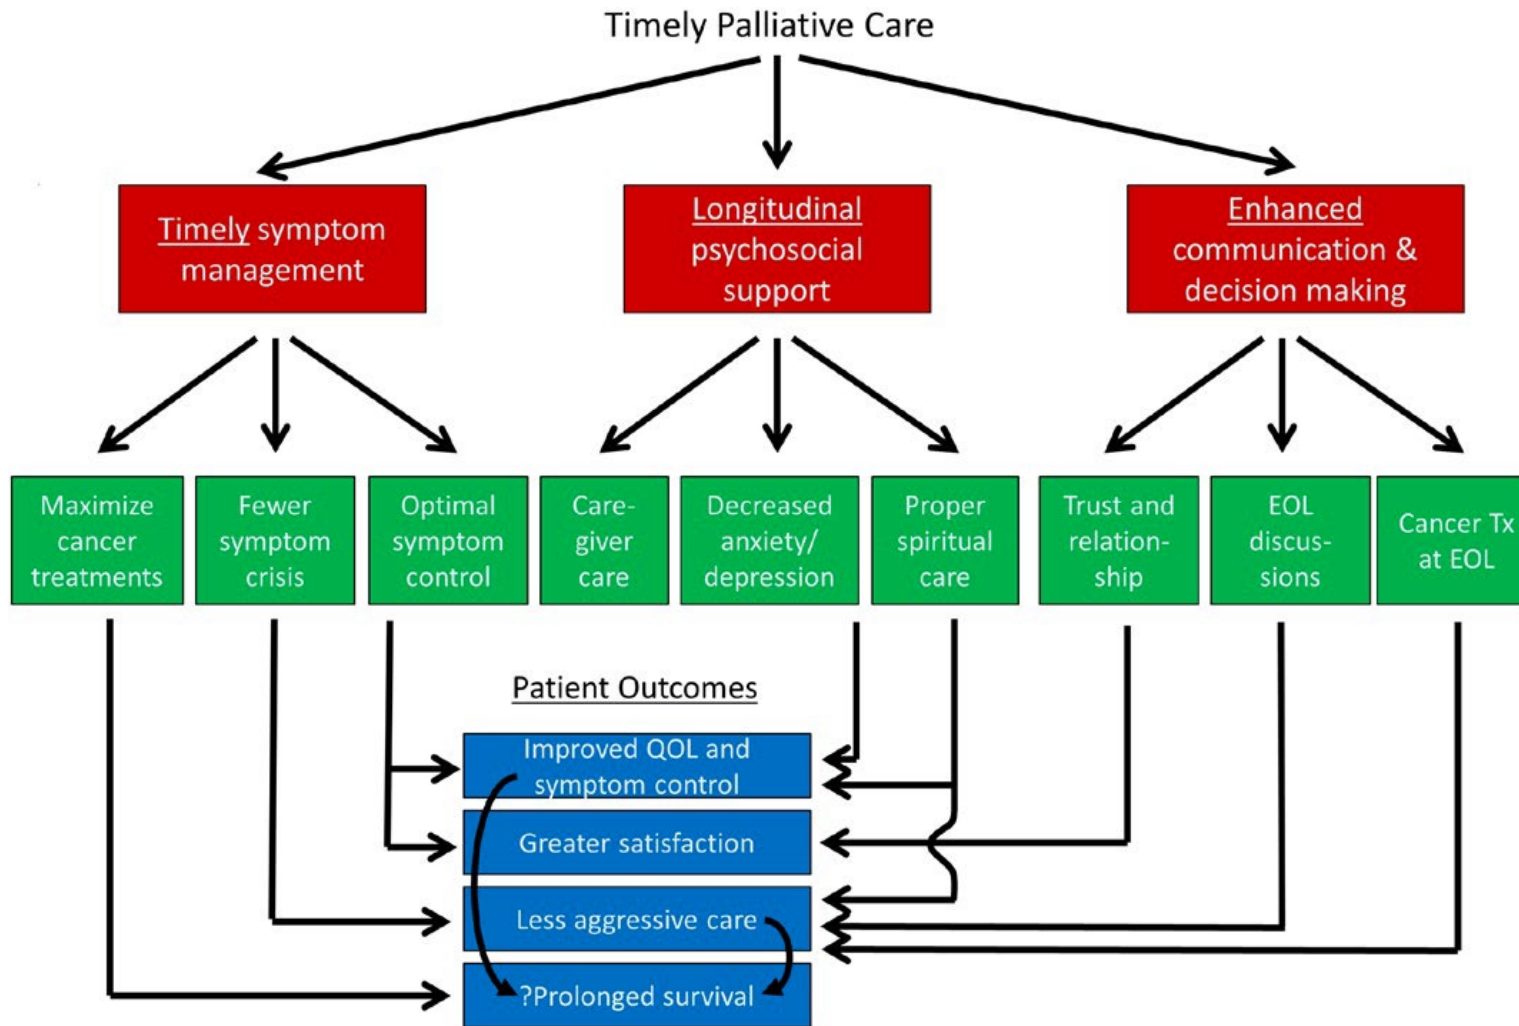 Timely Palliative Care
Timely symptom
management
Longitudinal
psychosocial
support
Enhanced
communication &
decision making
Maximize
cancer
treatments
Fewer
symptom
crisis
Optimal
symptom
control
Care-
giver
care
Decreased
anxiety/
depression
Proper
spiritual
care
Trust and
relation-
ship
EOL
discus-
sions
Cancer Tx
at EOL
Patient Outcomes
Improved QOL and
symptom control
Greater satisfaction
Less aggressive care
?Prolonged survival